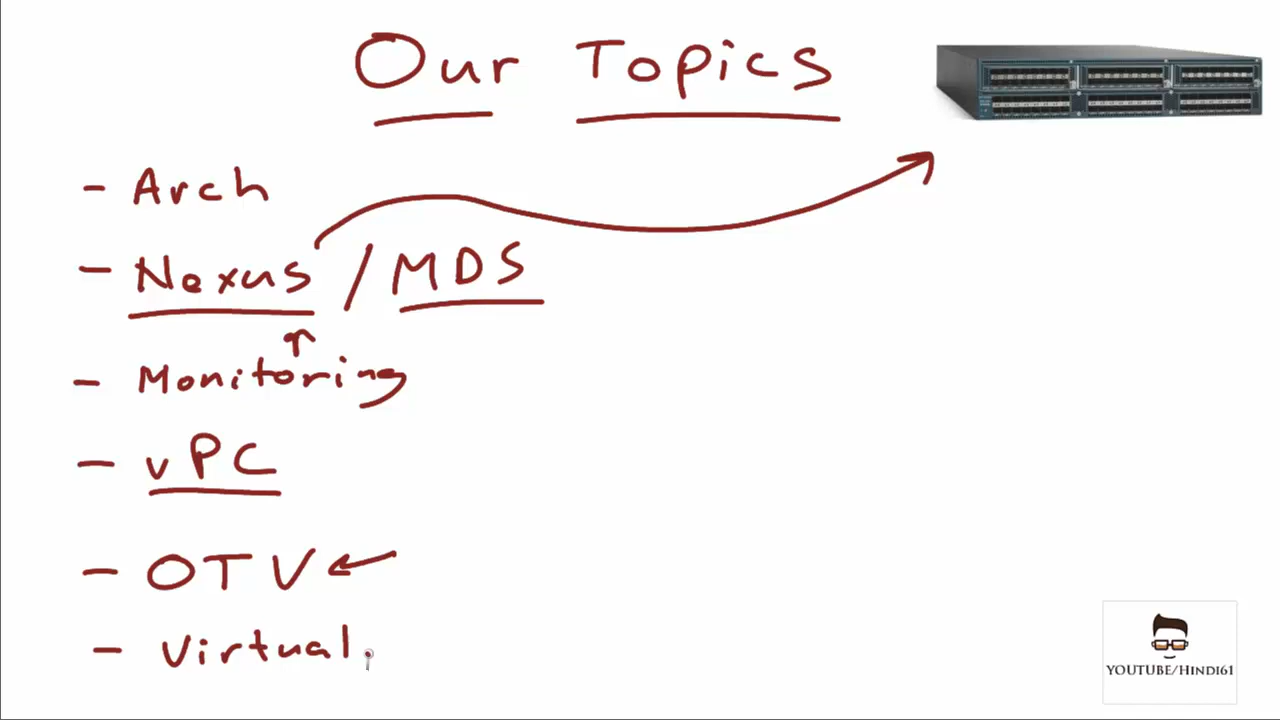 Our Topics
- Arch
- Nexus / MDS
- Monitoring
- vPC
- OTV
- Virtual
YOUTUBE/Hindi61